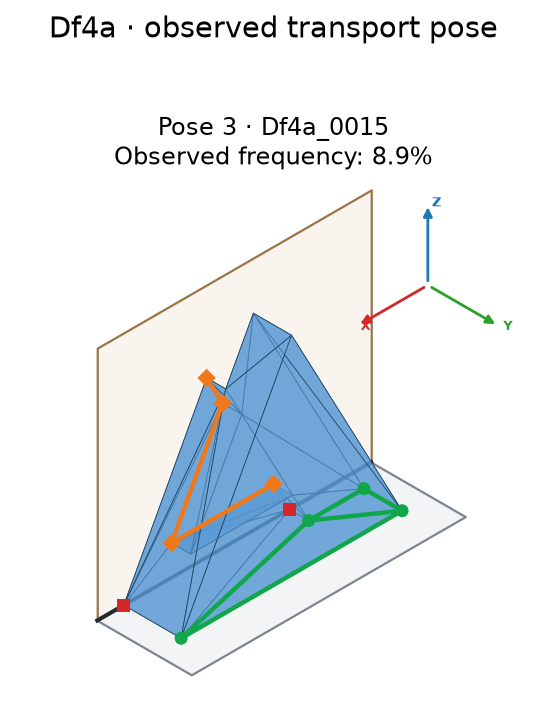 Df4a · observed transport pose
Pose 3 · Df4a_0015
Observed frequency: 8.9%
Z
X
Y